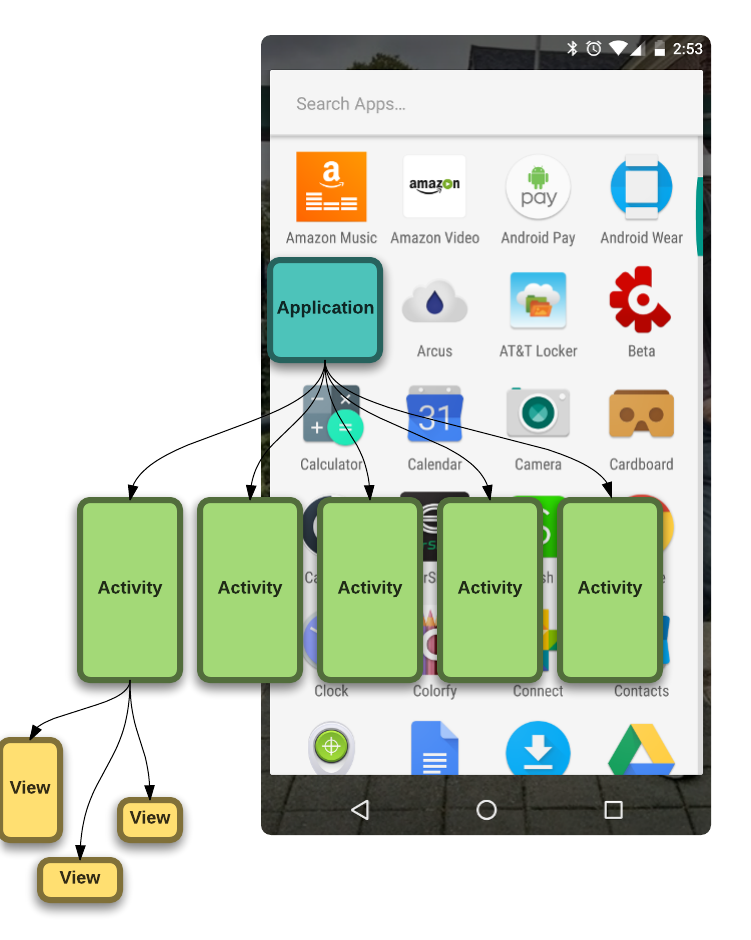 2:53
Search Apps...
a
amazon
pay
Amazon Music
Amazon Video
Android Pay
Android Wear
Application
Arcus
AT&T Locker
Beta
31
Calculator
Calendar
Camera
Cardboard
Activity
Activity
Activity
Activity
Activity
Clock
Colorfy
Connect
Contacts
View
View
View